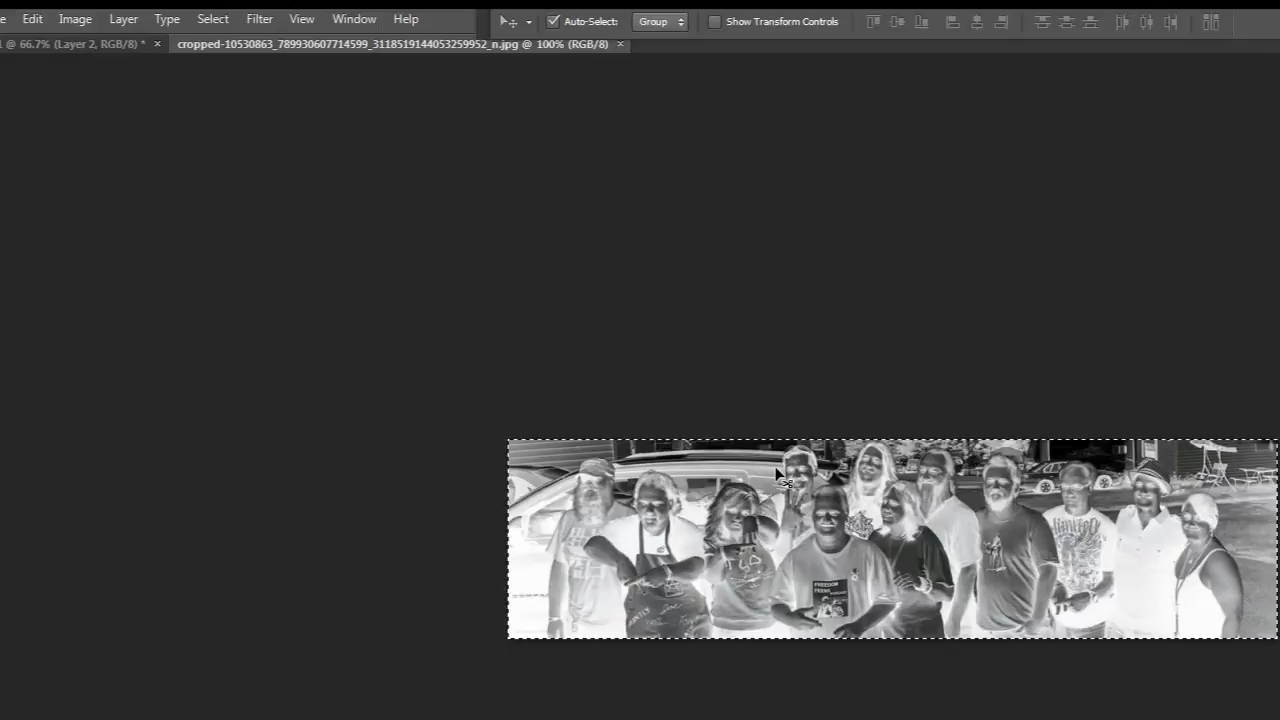 e Edit Image Layer Type Select Filter View Window Help Auto-Select: Group Show Transform Controls
@ 66.7% (Layer 2, RGB/8) * × cropped-10530863_789930607714599_3118519144053259952_n.jpg @ 100% (RGB/8) ×
FREEDOM
TEENS